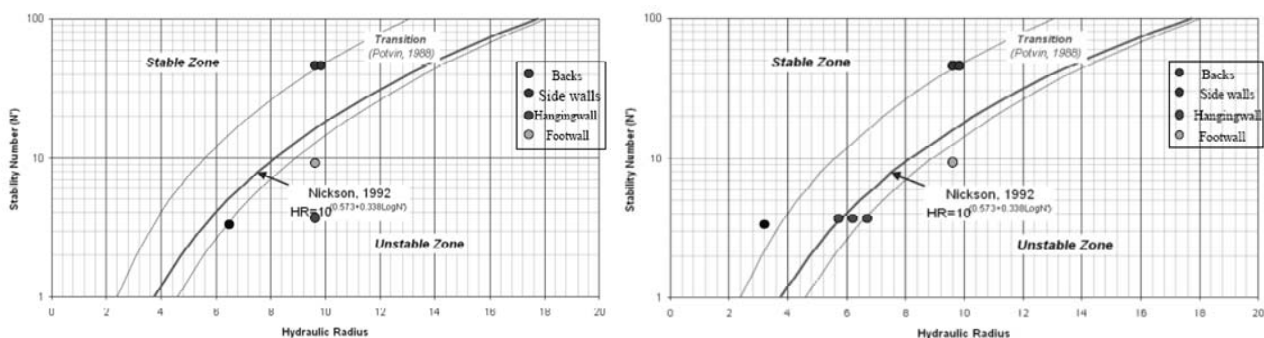 100
10
1
Stablity Number (N')
Stable Zone
Transition
(Potvin, 1988)
Backs
Side walls
Hangingwall
Footwall
Nickson, 1992
HR=10^(0.573+0.338LogN')
Unstable Zone
0 2 4 6 8 10 12 14 16 18 20
Hydraulic Radius
100
10
1
Stablity Number (N')
Stable Zone
Transition
(Potvin, 1988)
Backs
Side walls
Hangingwall
Footwall
Nickson, 1992
HR=10^(0.573+0.338LogN')
Unstable Zone
0 2 4 6 8 10 12 14 16 18 20
Hydraulic Radius